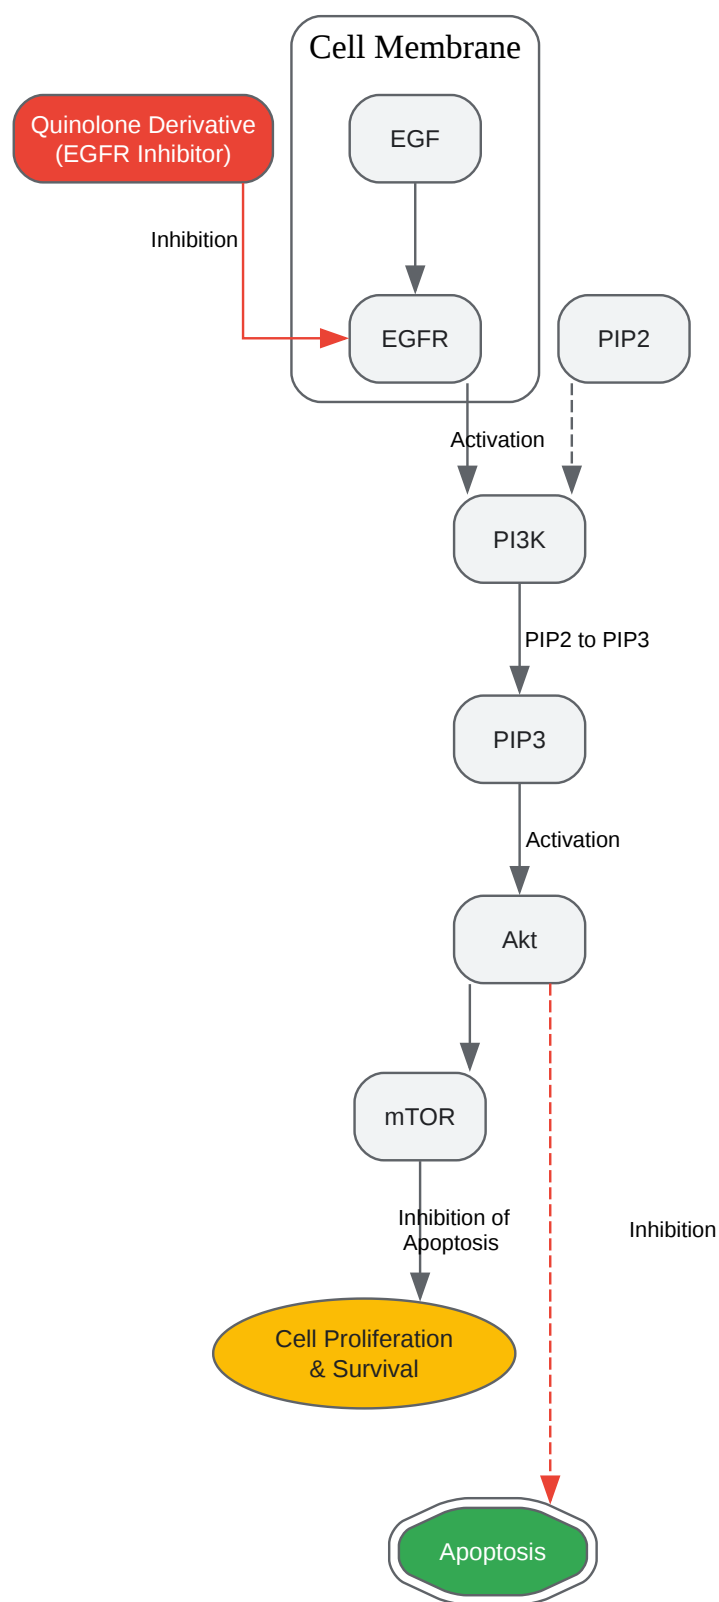 Cell Membrane
Quinolone Derivative
(EGFR Inhibitor)
EGF
Inhibition
EGFR
PIP2
Activation
PI3K
PIP2 to PIP3
PIP3
Activation
Akt
mTOR
Inhibition of
Apoptosis
Inhibition
Cell Proliferation
& Survival
Apoptosis